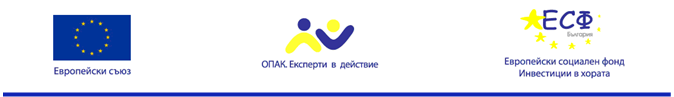 Европейски съюз
ОПАК. Експерти в действие
ЕСФ
България
Европейски социален фонд
Инвестиции в хората